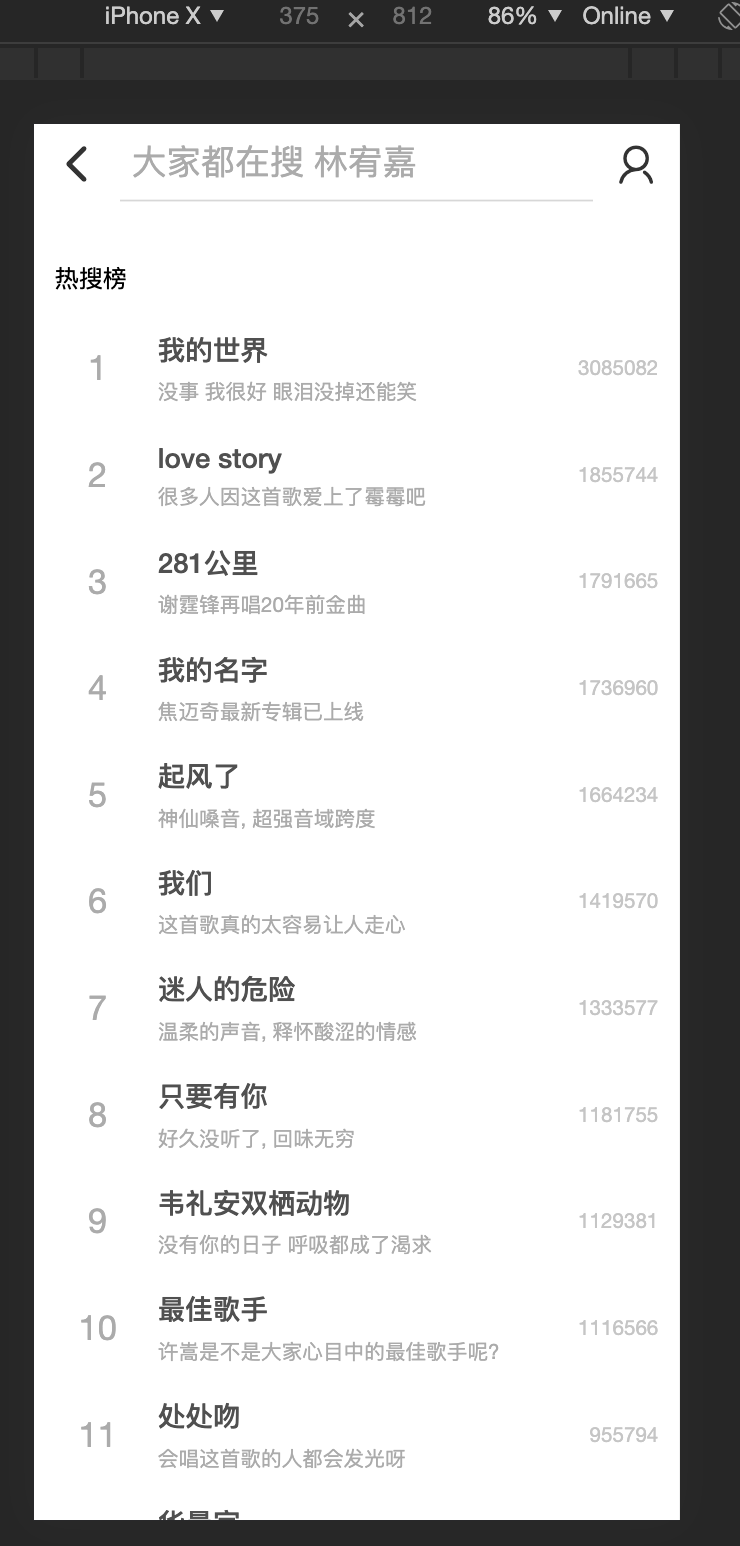 iPhone X ▼ 375 × 812 86% ▼ Online ▼
大家都在搜 林宥嘉
热搜榜
1 我的世界 3085082
没事 我很好 眼泪没掉还能笑
2 love story 1855744
很多人因这首歌爱上了霉霉吧
3 281公里 1791665
谢霆锋再唱20年前金曲
4 我的名字 1736960
焦迈奇最新专辑已上线
5 起风了 1664234
神仙嗓音, 超强音域跨度
6 我们 1419570
这首歌真的太容易让人走心
7 迷人的危险 1333577
温柔的声音, 释怀酸涩的情感
8 只要有你 1181755
好久没听了, 回味无穷
9 韦礼安双栖动物 1129381
没有你的日子 呼吸都成了渴求
10 最佳歌手 1116566
许嵩是不是大家心目中的最佳歌手呢?
11 处处吻 955794
会唱这首歌的人都会发光呀